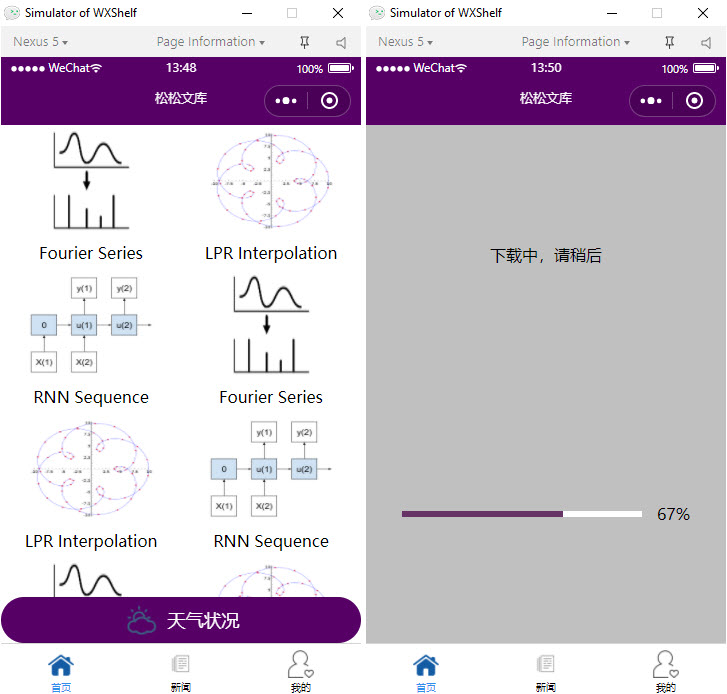 Simulator of WXShelf
Nexus 5
Page Information
WeChat
13:48
100%
松松文库
Fourier Series
LPR Interpolation
y(1)
y(2)
0
u(1)
u(2)
X(1)
X(2)
RNN Sequence
Fourier Series
y(1)
y(2)
0
u(1)
u(2)
X(1)
X(2)
LPR Interpolation
RNN Sequence
天气状况
首页
新闻
我的
Simulator of WXShelf
Nexus 5
Page Information
WeChat
13:50
100%
松松文库
下载中，请稍后
67%
首页
新闻
我的